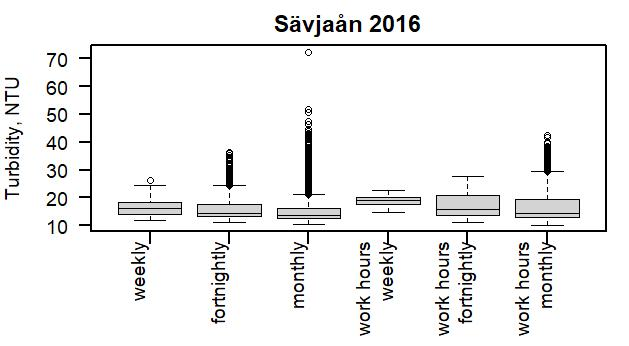 Sävjaån 2016
Turbidity, NTU
70
60
50
40
30
20
10
weekly
fortnightly
monthly
work hours
weekly
work hours
fortnightly
work hours
monthly